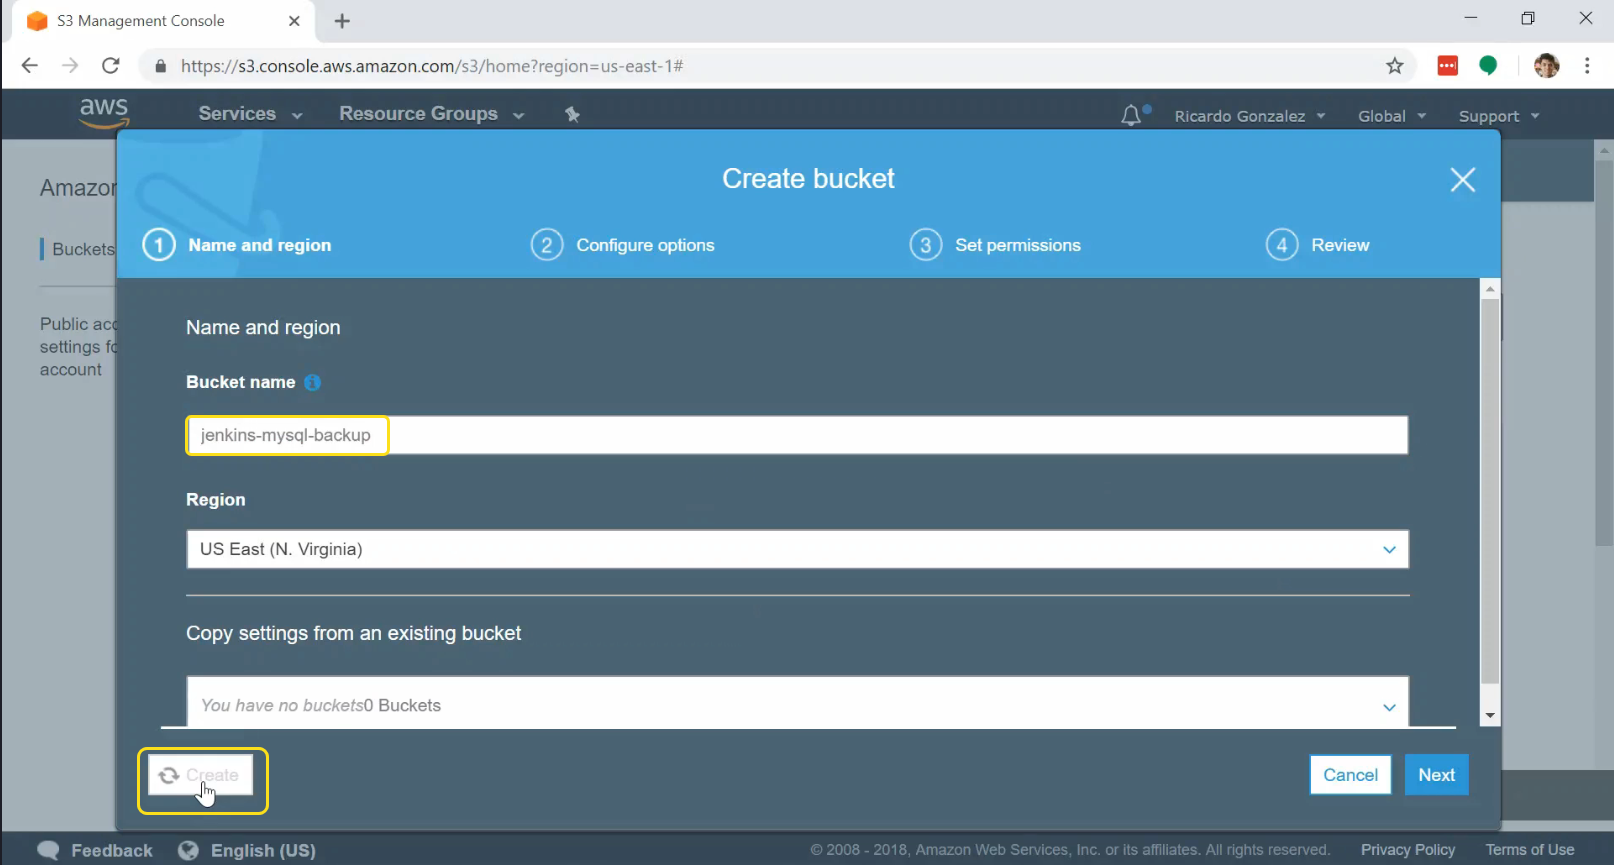 S3 Management Console
https://s3.console.aws.amazon.com/s3/home?region=us-east-1#
aws
Services
Resource Groups
Ricardo Gonzalez
Global
Support
Create bucket
1 Name and region
2 Configure options
3 Set permissions
4 Review
Buckets
settings
account
Name and region
Bucket name
jenkins-mysql-backup
Region
US East (N. Virginia)
Copy settings from an existing bucket
You have no buckets0 Buckets
Create
Cancel
Next
Feedback
English (US)
© 2008 - 2018, Amazon Web Services, Inc. or its affiliates. All rights reserved.
Privacy Policy
Terms of Use